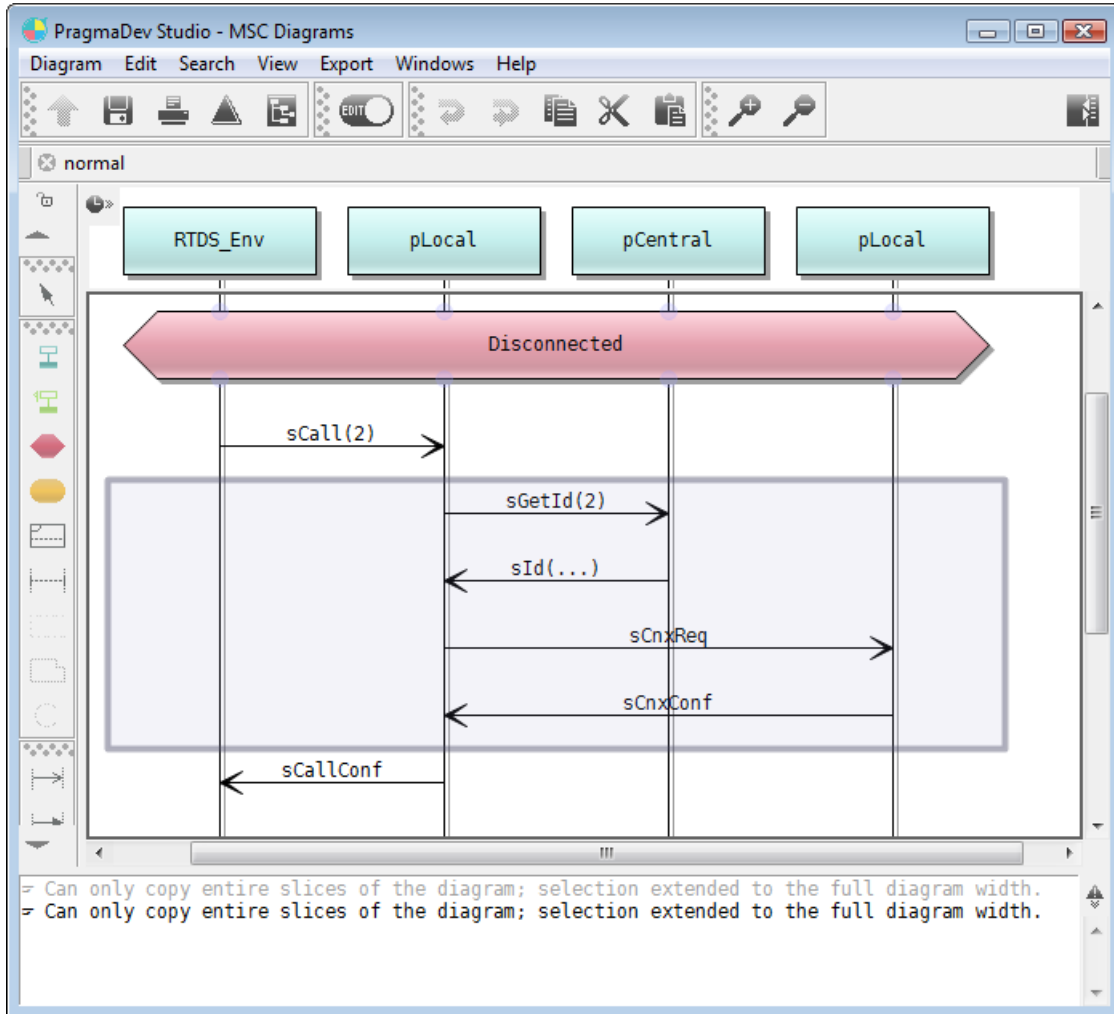 PragmaDev Studio - MSC Diagrams
Diagram Edit Search View Export Windows Help
EDIT
normal
RTDS_Env pLocal pCentral pLocal
Disconnected
sCall(2)
sGetId(2)
sId(...)
sCnxReq
sCnxConf
sCallConf
Can only copy entire slices of the diagram; selection extended to the full diagram width.
Can only copy entire slices of the diagram; selection extended to the full diagram width.